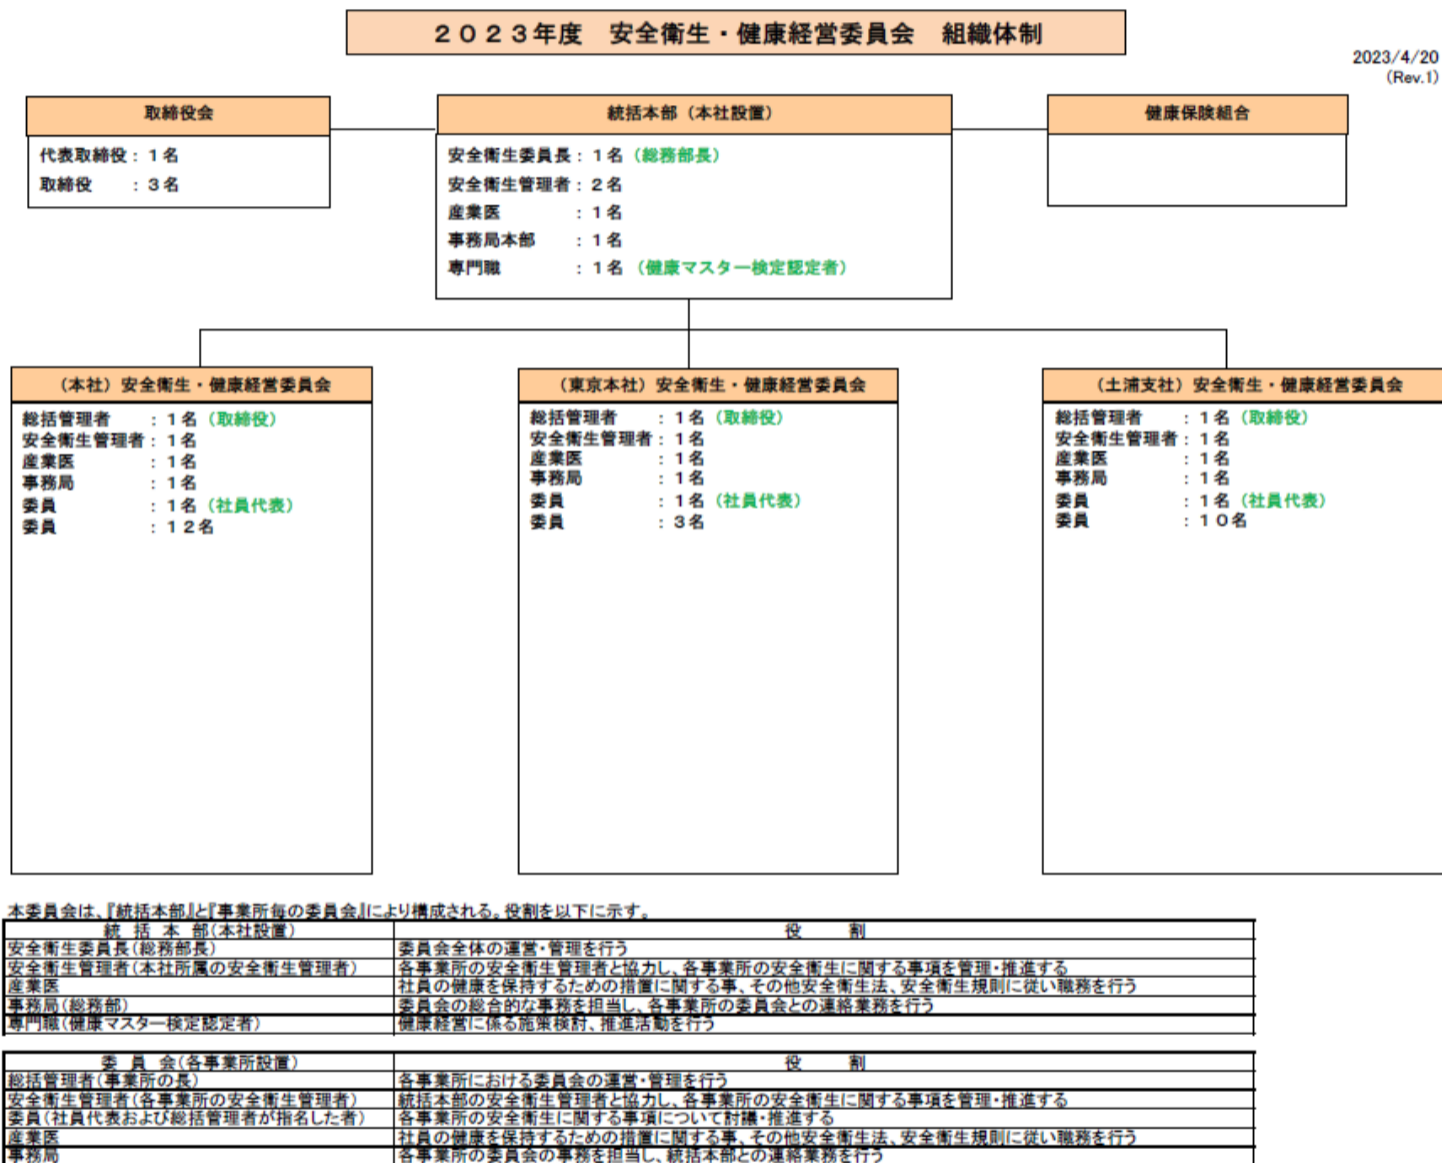 ２０２３年度　安全衛生・健康経営委員会　組織体制
2023/4/20
(Rev.1)
取締役会
代表取締役：１名
取締役　　：３名
統括本部（本社設置）
安全衛生委員長：１名（総務部長）
安全衛生管理者：２名
産業医　　　　：１名
事務局本部　　：１名
専門職　　　　：１名（健康マスター検定認定者）
健康保険組合
（本社）安全衛生・健康経営委員会
総括管理者　　：１名（取締役）
安全衛生管理者：１名
産業医　　　　：１名
事務局　　　　：１名
委員　　　　　：１名（社員代表）
委員　　　　　：１２名
（東京本社）安全衛生・健康経営委員会
総括管理者　　：１名（取締役）
安全衛生管理者：１名
産業医　　　　：１名
事務局　　　　：１名
委員　　　　　：１名（社員代表）
委員　　　　　：３名
（土浦支社）安全衛生・健康経営委員会
総括管理者　　：１名（取締役）
安全衛生管理者：１名
産業医　　　　：１名
事務局　　　　：１名
委員　　　　　：１名（社員代表）
委員　　　　　：１０名
本委員会は、『統括本部』と『事業所毎の委員会』により構成される。役割を以下に示す。
統 括 本 部(本社設置)　役　割
安全衛生委員長(総務部長)　委員会全体の運営・管理を行う
安全衛生管理者(本社所属の安全衛生管理者)　各事業所の安全衛生管理者と協力し、各事業所の安全衛生に関する事項を管理・推進する
産業医　社員の健康を保持するための措置に関する事、その他安全衛生法、安全衛生規則に従い職務を行う
事務局(総務部)　委員会の総合的な事務を担当し、各事業所の委員会との連絡業務を行う
専門職(健康マスター検定認定者)　健康経営に係る施策検討、推進活動を行う
委 員 会(各事業所設置)　役　割
総括管理者(事業所の長)　各事業所における委員会の運営・管理を行う
安全衛生管理者(各事業所の安全衛生管理者)　統括本部の安全衛生管理者と協力し、各事業所の安全衛生に関する事項を管理・推進する
委員(社員代表および総括管理者が指名した者)　各事業所の安全衛生に関する事項について討議・推進する
産業医　社員の健康を保持するための措置に関する事、その他安全衛生法、安全衛生規則に従い職務を行う
事務局　各事業所の委員会の事務を担当し、統括本部との連絡業務を行う